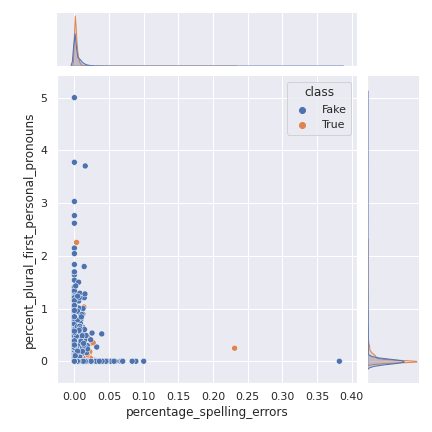 class
Fake
True
percent_plural_first_personal_pronouns
5
4
3
2
1
0
0.00 0.05 0.10 0.15 0.20 0.25 0.30 0.35 0.40
percentage_spelling_errors